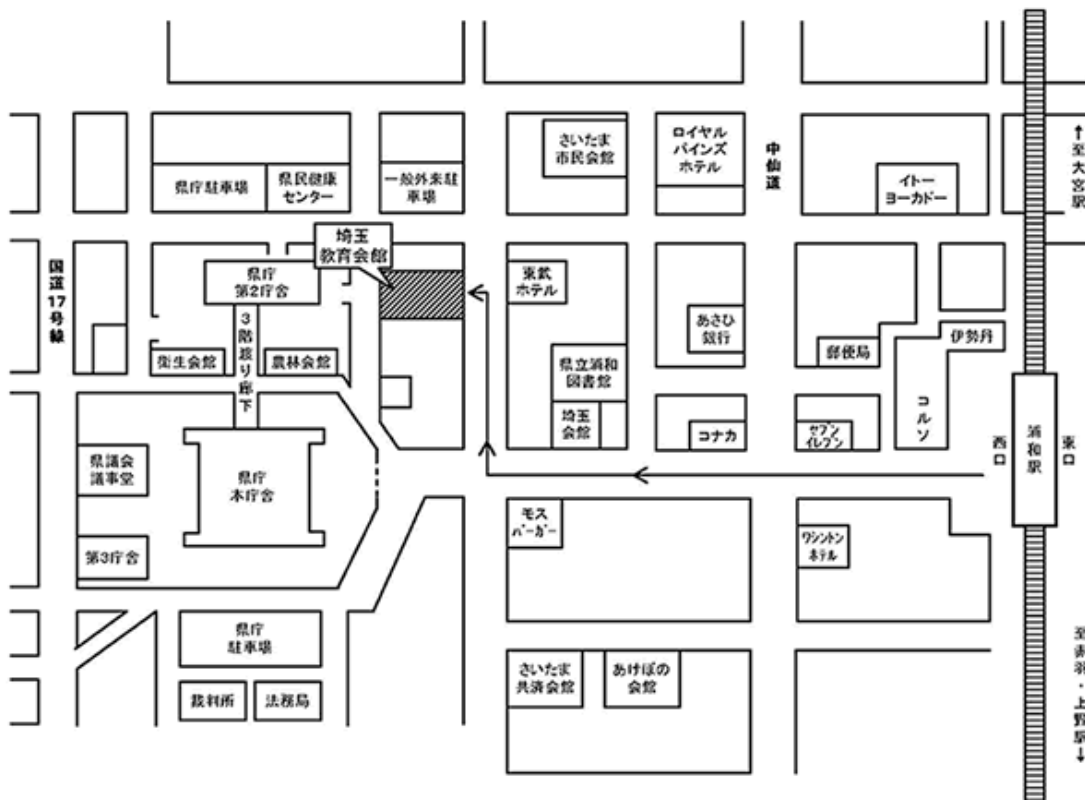 さいたま
市民会館
ロイヤル
パインズ
ホテル
中仙道
↑至大宮駅
県庁駐車場
県民健康
センター
一般外来駐
車場
イトー
ヨーカドー
国道17号線
埼玉
教育会館
県庁
第2庁舎
東武
ホテル
あさひ
銀行
3階渡り廊下
衛生会館
農林会館
県立浦和
図書館
郵便局
伊勢丹
埼玉
会館
コナカ
セブン
イレブン
コルソ
西口
浦和駅
東口
県議会
議事堂
県庁
本庁舎
モス
バーガー
ワシントン
ホテル
第3庁舎
県庁
駐車場
さいたま
共済会館
あけぼの
会館
裁判所
法務局
至赤羽・上野駅↓